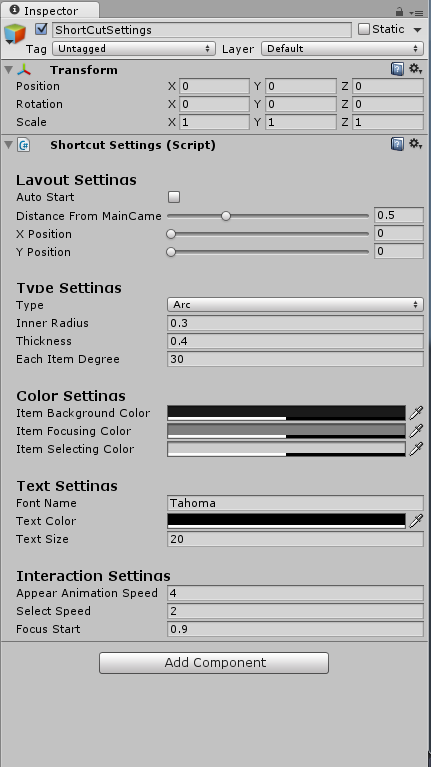 Inspector
ShortCutSettings Static
Tag Untagged Layer Default
Transform
Position X 0 Y 0 Z 0
Rotation X 0 Y 0 Z 0
Scale X 1 Y 1 Z 1
Shortcut Settings (Script)
Layout Settings
Auto Start
Distance From MainCame 0.5
X Position 0
Y Position 0
Type Settings
Type Arc
Inner Radius 0.3
Thickness 0.4
Each Item Degree 30
Color Settings
Item Background Color
Item Focusing Color
Item Selecting Color
Text Settings
Font Name Tahoma
Text Color
Text Size 20
Interaction Settings
Appear Animation Speed 4
Select Speed 2
Focus Start 0.9
Add Component